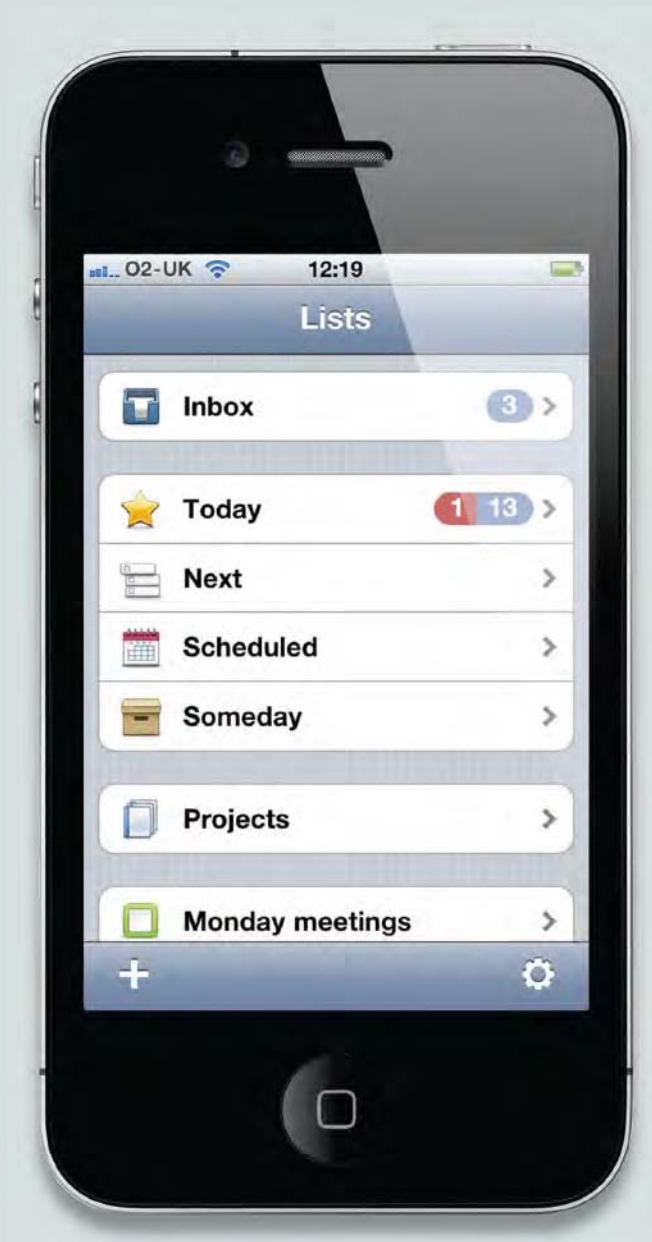 O2-UK 12:19
Lists
Inbox 3
Today 1 13
Next
Scheduled
Someday
Projects
Monday meetings